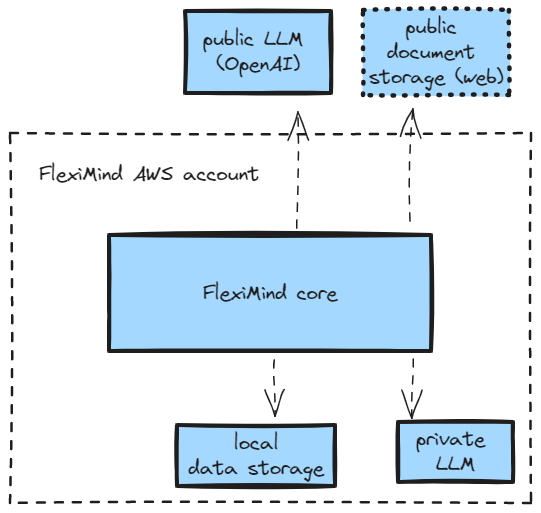 public LLM
(OpenAI)
public
document
storage (web)
FlexiMind AWS account
FlexiMind core
local
data storage
private
LLM